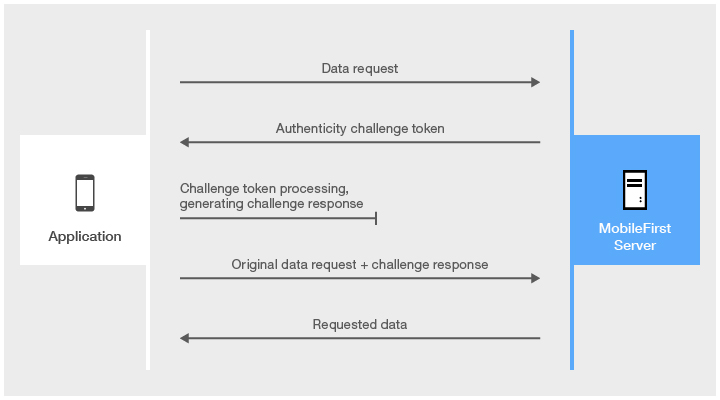 Data request
Authenticity challenge token
Challenge token processing,
generating challenge response
Application
MobileFirst
Server
Original data request + challenge response
Requested data